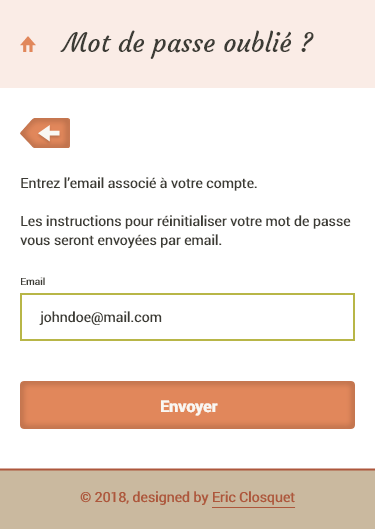 Mot de passe oublié ?
Entrez l’email associé à votre compte.
Les instructions pour réinitialiser votre mot de passe
vous seront envoyées par email.
Email
johndoe@mail.com
Envoyer
© 2018, designed by Eric Closquet